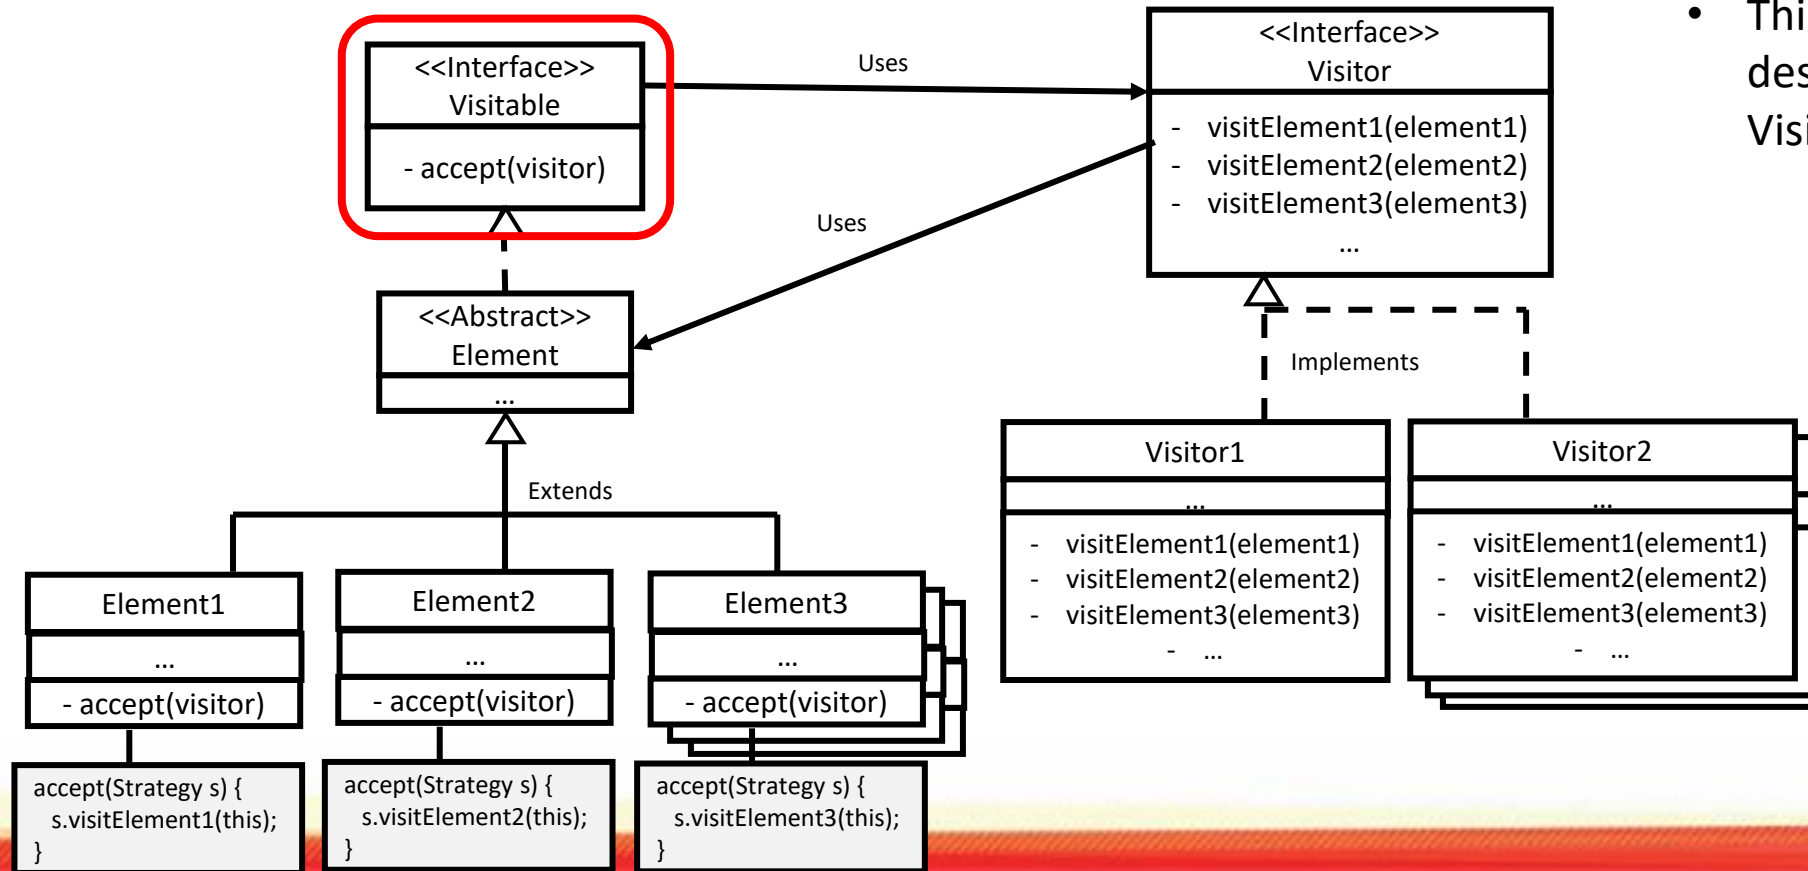 <<Interface>>
Visitable
- accept(visitor)
Uses
<<Interface>>
Visitor
- visitElement1(element1)
- visitElement2(element2)
- visitElement3(element3)
...
•
Uses
<<Abstract>>
Element
...
Extends
Implements
Element1
...
- accept(visitor)
Element2
...
- accept(visitor)
Element3
...
- accept(visitor)
Visitor1
...
- visitElement1(element1)
- visitElement2(element2)
- visitElement3(element3)
- ...
Visitor2
...
- visitElement1(element1)
- visitElement2(element2)
- visitElement3(element3)
- ...
accept(Strategy s) {
s.visitElement1(this);
}
accept(Strategy s) {
s.visitElement2(this);
}
accept(Strategy s) {
s.visitElement3(this);
}